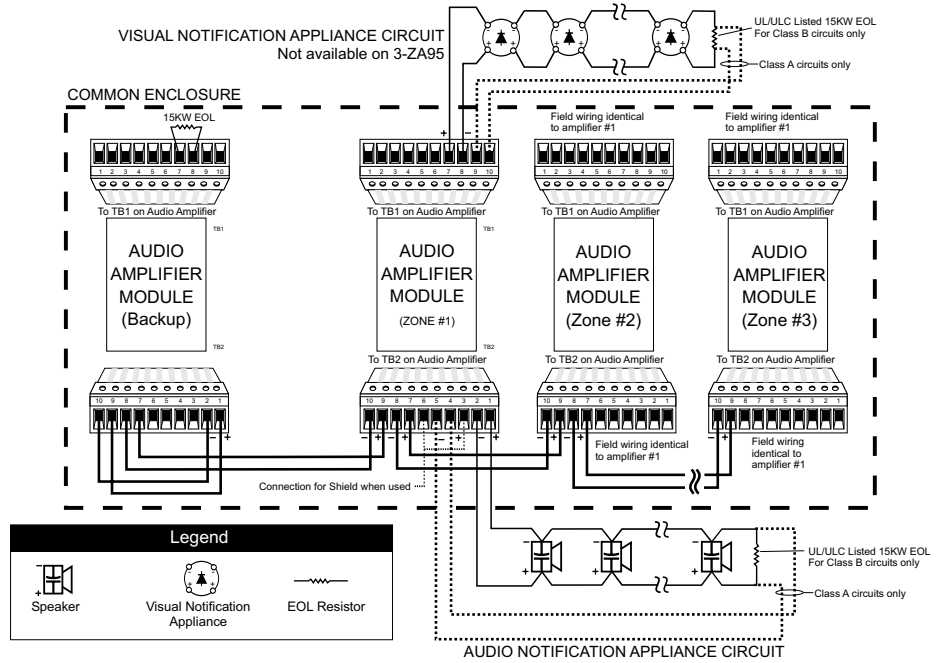 VISUAL NOTIFICATION APPLIANCE CIRCUIT
Not available on 3-ZA95
UL/ULC Listed 15KW EOL
For Class B circuits only
Class A circuits only
COMMON ENCLOSURE
15KW EOL
+ −
Field wiring identical
to amplifier #1
Field wiring identical
to amplifier #1
1 2 3 4 5 6 7 8 9 10
1 2 3 4 5 6 7 8 9 10
1 2 3 4 5 6 7 8 9 10
1 2 3 4 5 6 7 8 9 10
To TB1 on Audio Amplifier
To TB1 on Audio Amplifier
To TB1 on Audio Amplifier
To TB1 on Audio Amplifier
TB1
AUDIO
AMPLIFIER
MODULE
(Backup)
TB2
TB1
AUDIO
AMPLIFIER
MODULE
(ZONE #1)
TB2
AUDIO
AMPLIFIER
MODULE
(Zone #2)
AUDIO
AMPLIFIER
MODULE
(Zone #3)
To TB2 on Audio Amplifier
To TB2 on Audio Amplifier
To TB2 on Audio Amplifier
10 9 8 7 6 5 4 3 2 1
10 9 8 7 6 5 4 3 2 1
10 9 8 7 6 5 4 3 2 1
10 9 8 7 6 5 4 3 2 1
− +
− + − + − + − +
− + − +
− +
Field wiring identical
to amplifier #1
Field wiring
identical to
amplifier #1
Connection for Shield when used
Legend
Speaker
Visual Notification
Appliance
EOL Resistor
UL/ULC Listed 15KW EOL
For Class B circuits only
Class A circuits only
AUDIO NOTIFICATION APPLIANCE CIRCUIT